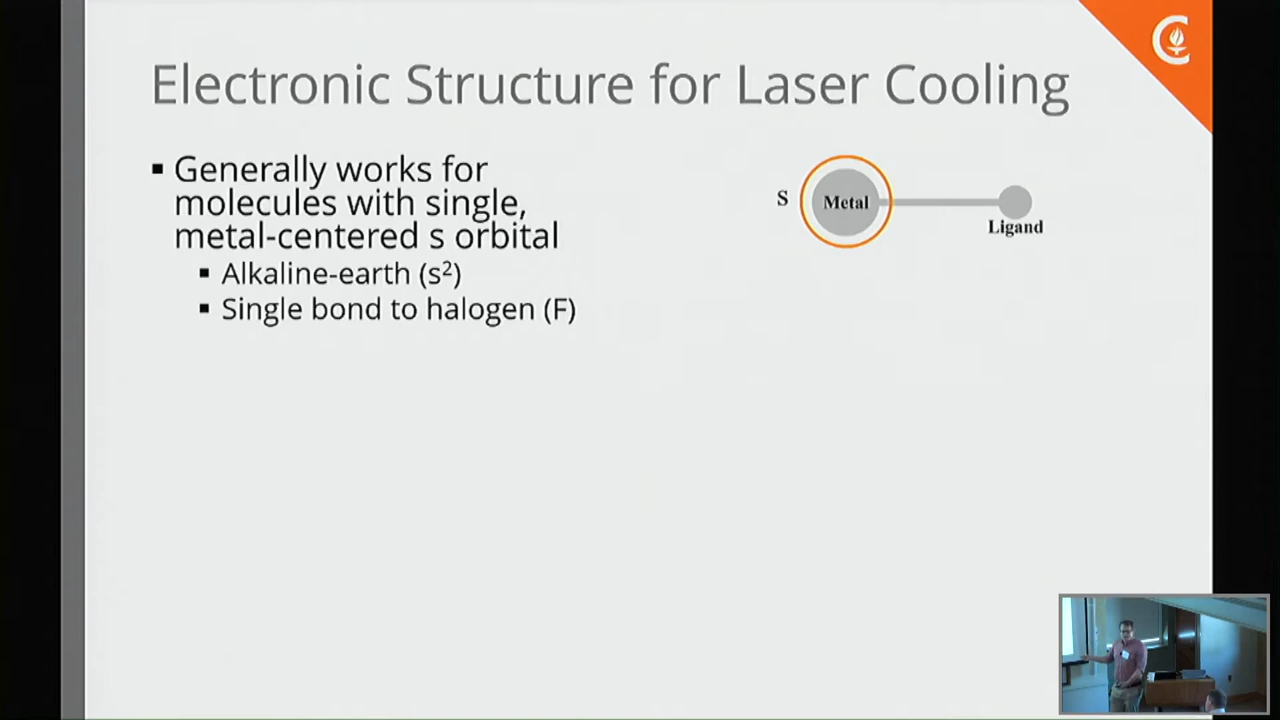 Electronic Structure for Laser Cooling
▪ Generally works for
molecules with single,
metal-centered s orbital
▪ Alkaline-earth (s²)
▪ Single bond to halogen (F)
S
Metal
Ligand